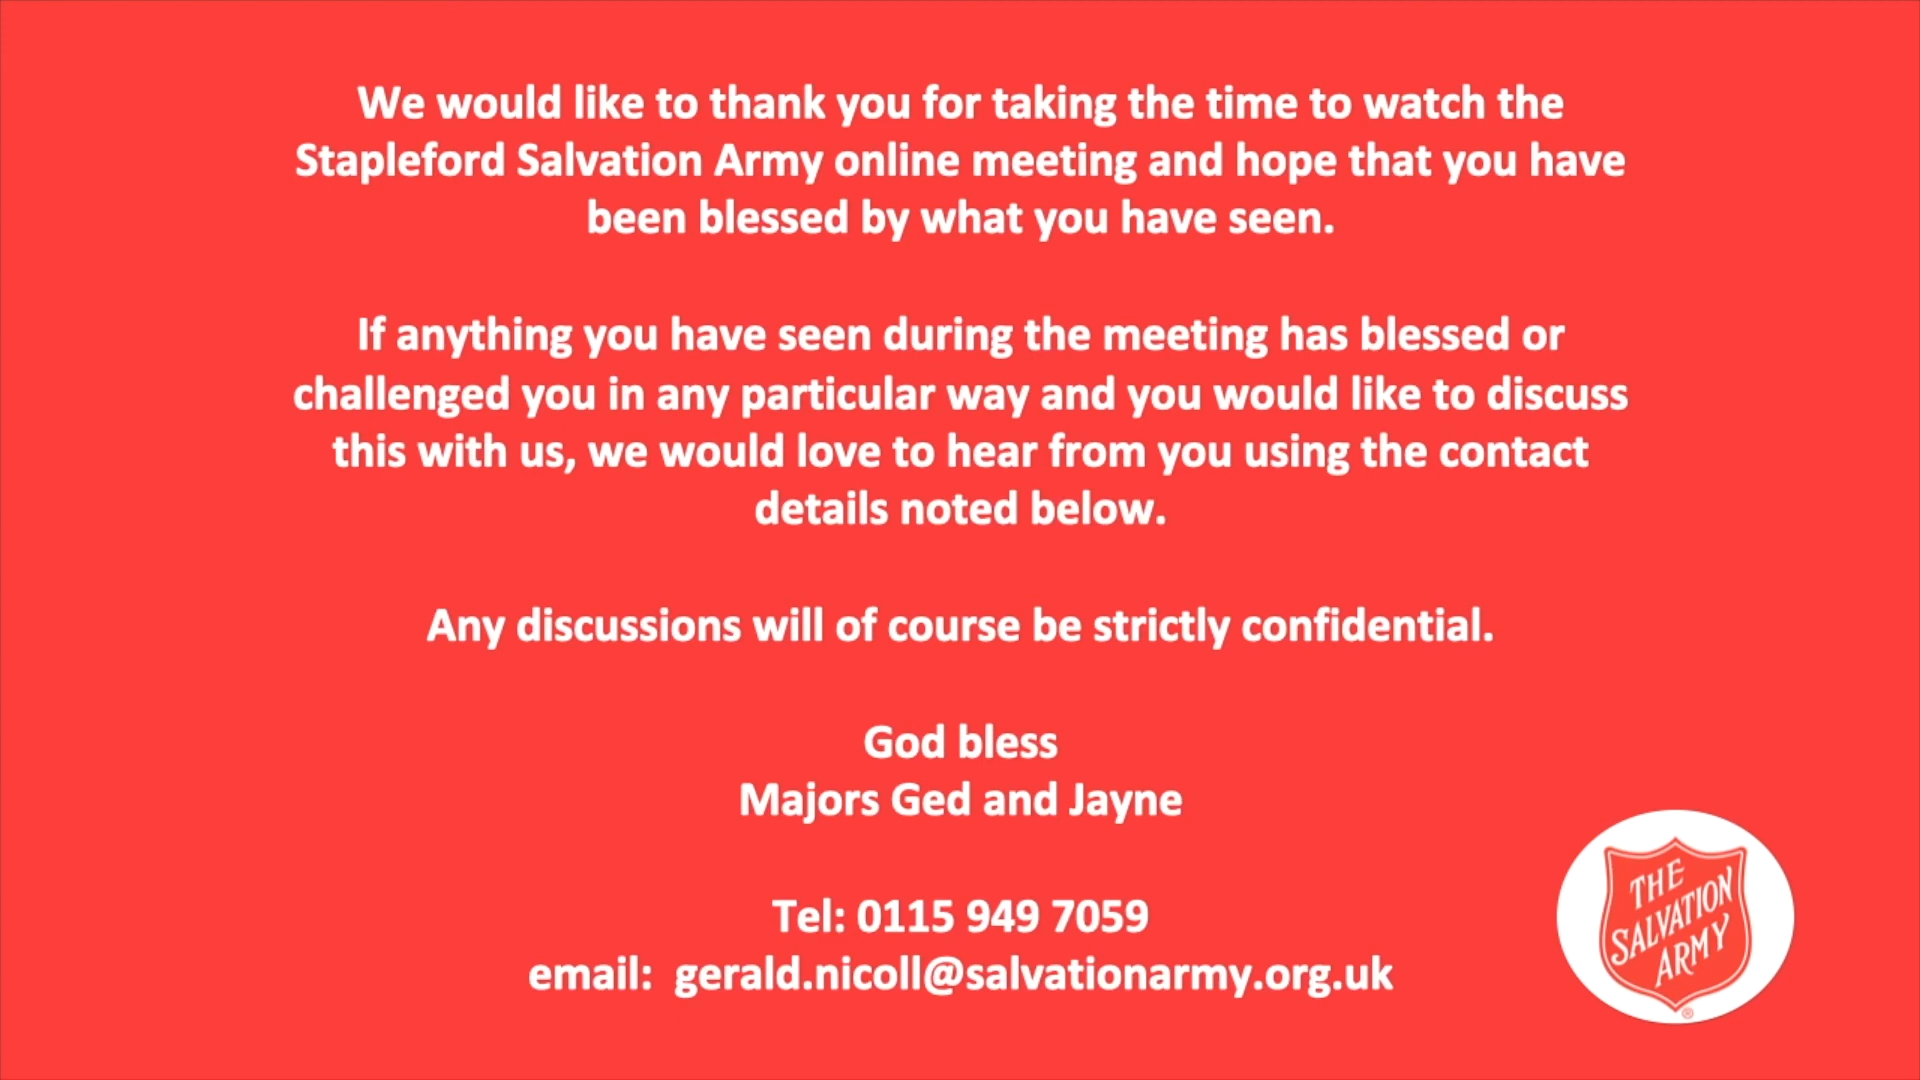 We would like to thank you for taking the time to watch the
Stapleford Salvation Army online meeting and hope that you have
been blessed by what you have seen.
If anything you have seen during the meeting has blessed or
challenged you in any particular way and you would like to discuss
this with us, we would love to hear from you using the contact
details noted below.
Any discussions will of course be strictly confidential.
God bless
Majors Ged and Jayne
Tel: 0115 949 7059
email:  gerald.nicoll@salvationarmy.org.uk
THE
SALVATION
ARMY
®